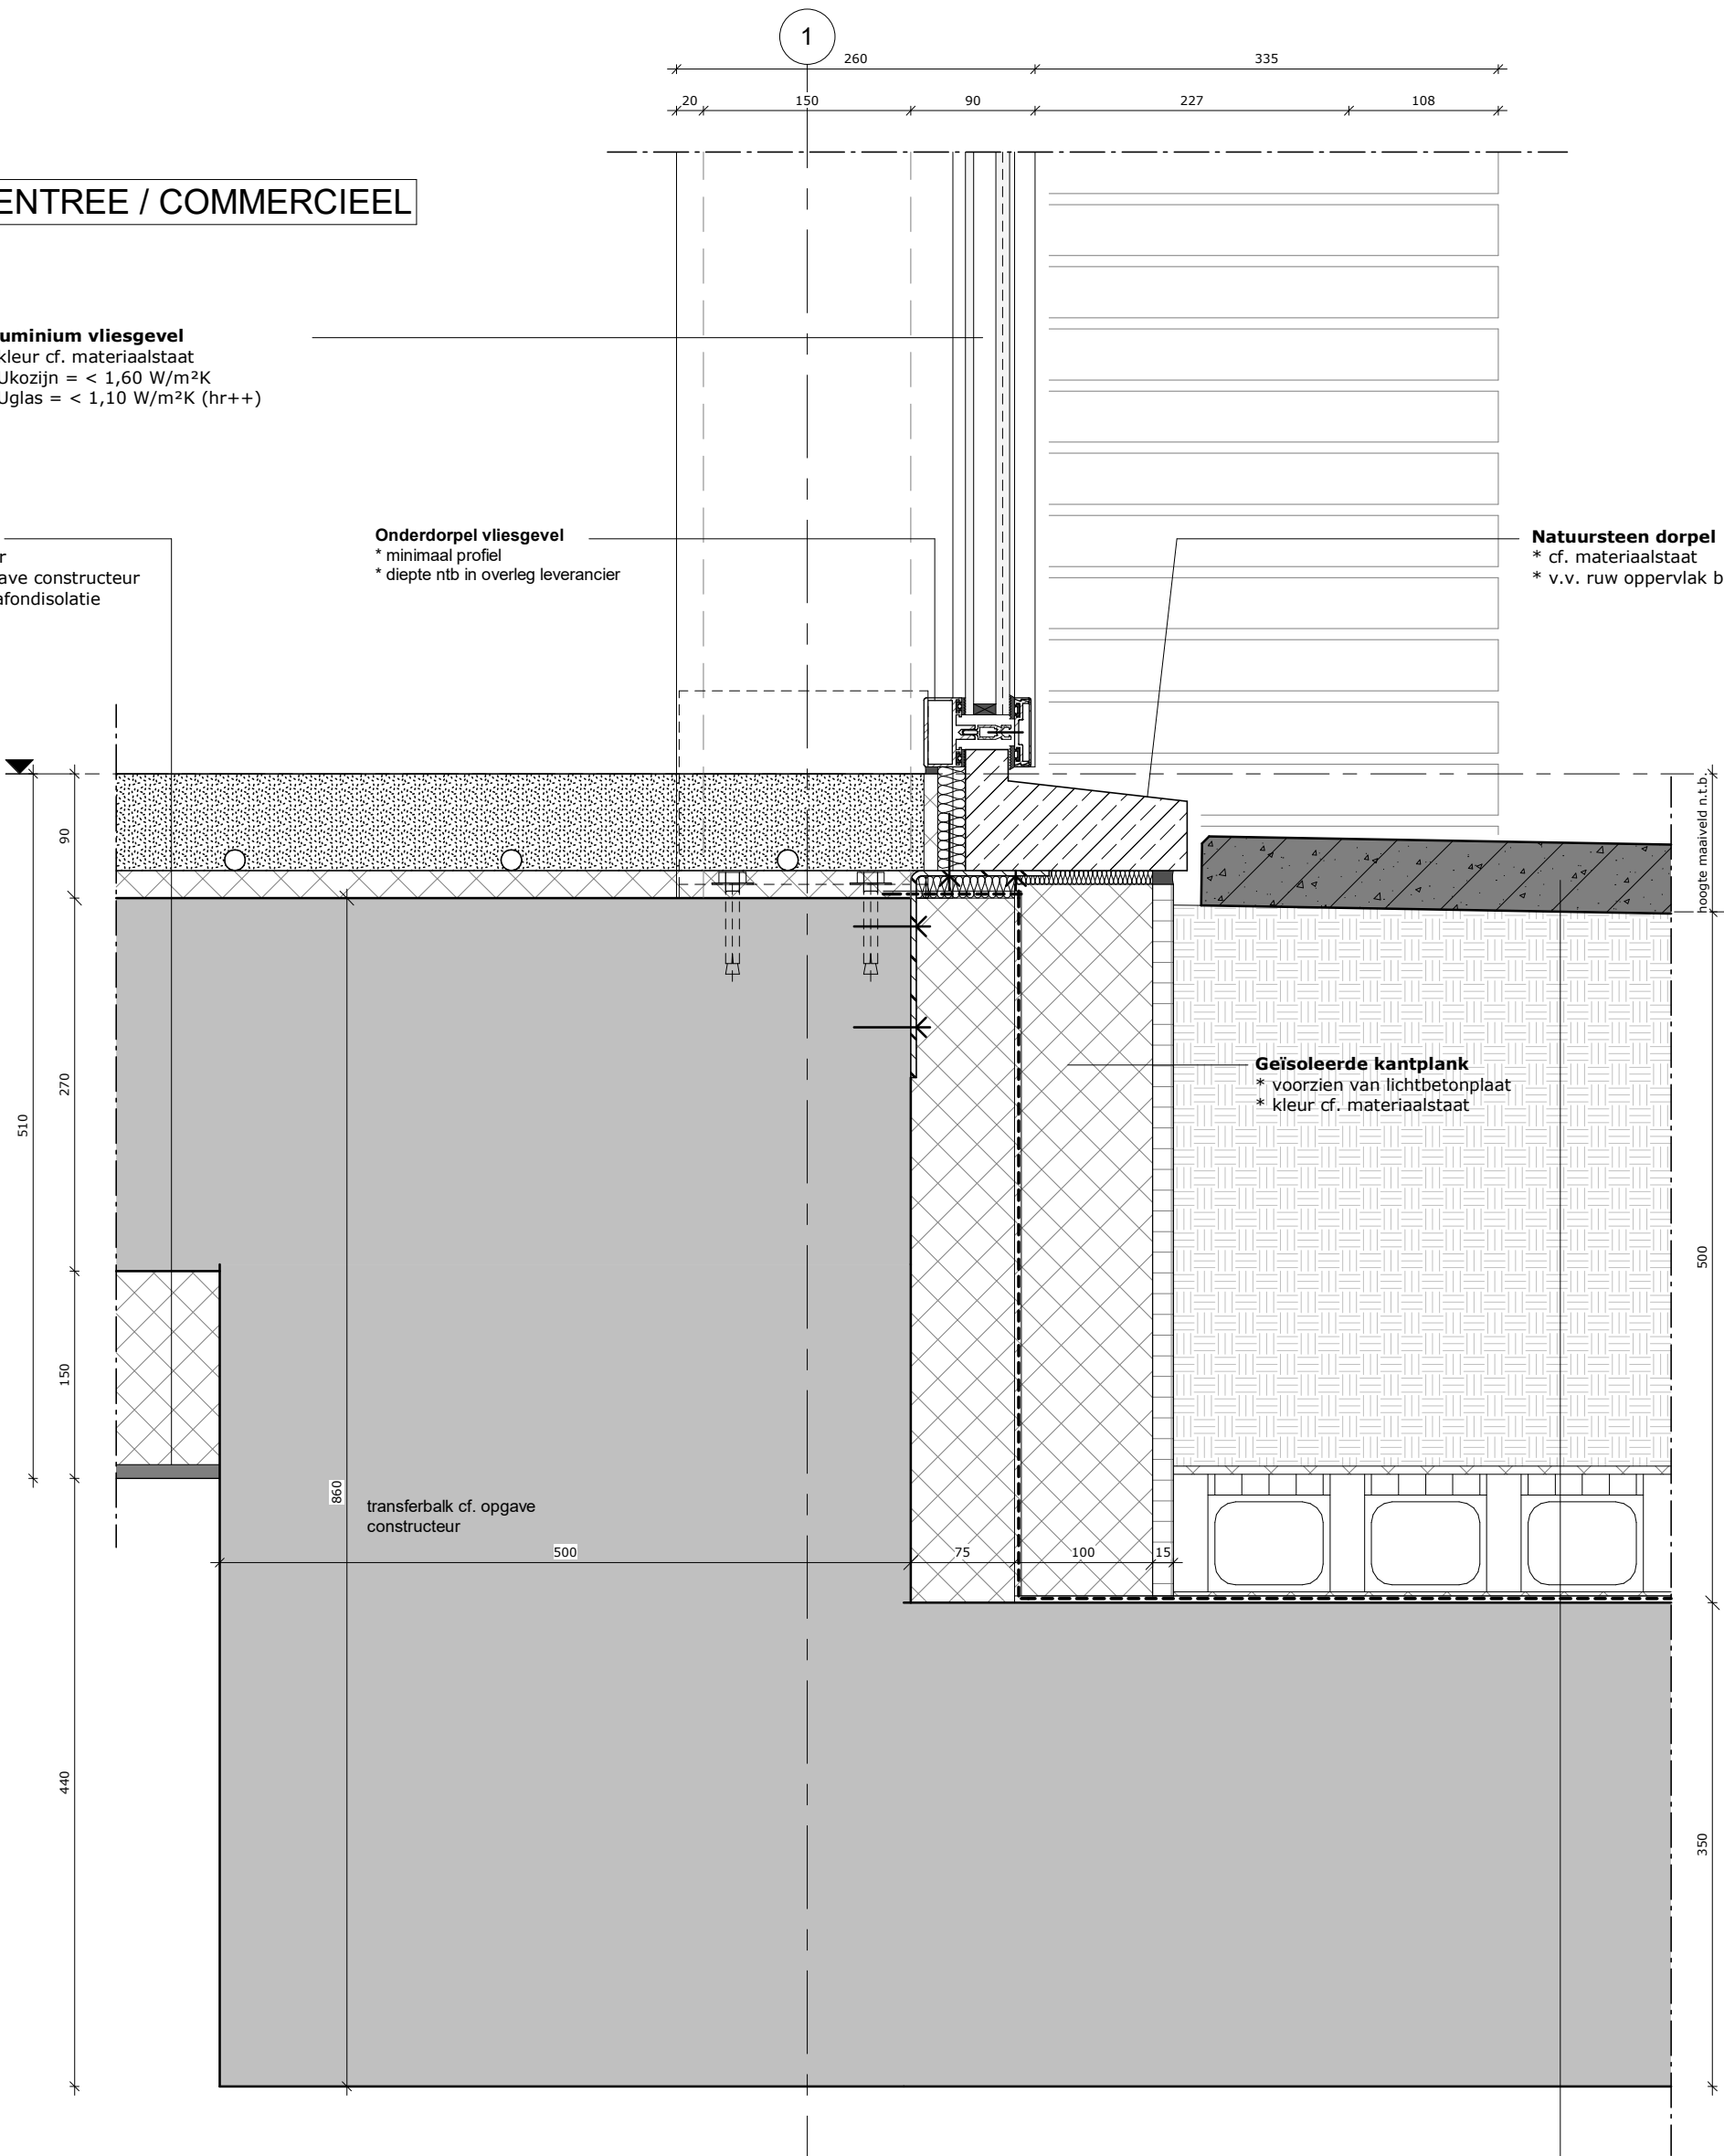 1
260
335
20
150
90
227
108
ENTREE / COMMERCIEEL
uminium vliesgevel
kleur cf. materiaalstaat
Ukozijn = < 1,60 W/m²K
Uglas = < 1,10 W/m²K (hr++)
r
ave constructeur
afondisolatie
Onderdorpel vliesgevel
* minimaal profiel
* diepte ntb in overleg leverancier
Natuursteen dorpel
* cf. materiaalstaat
* v.v. ruw oppervlak b
90
hoogte maaiveld n.t.b.
270
510
Geïsoleerde kantplank
* voorzien van lichtbetonplaat
* kleur cf. materiaalstaat
500
150
860
transferbalk cf. opgave
constructeur
500
75
100
15
440
350